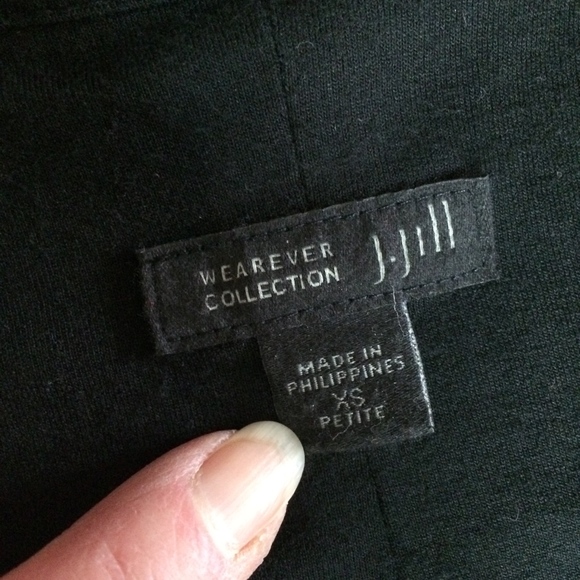 WEAREVER
COLLECTION
J.Jill
MADE IN
PHILIPPINES
XS
PETITE